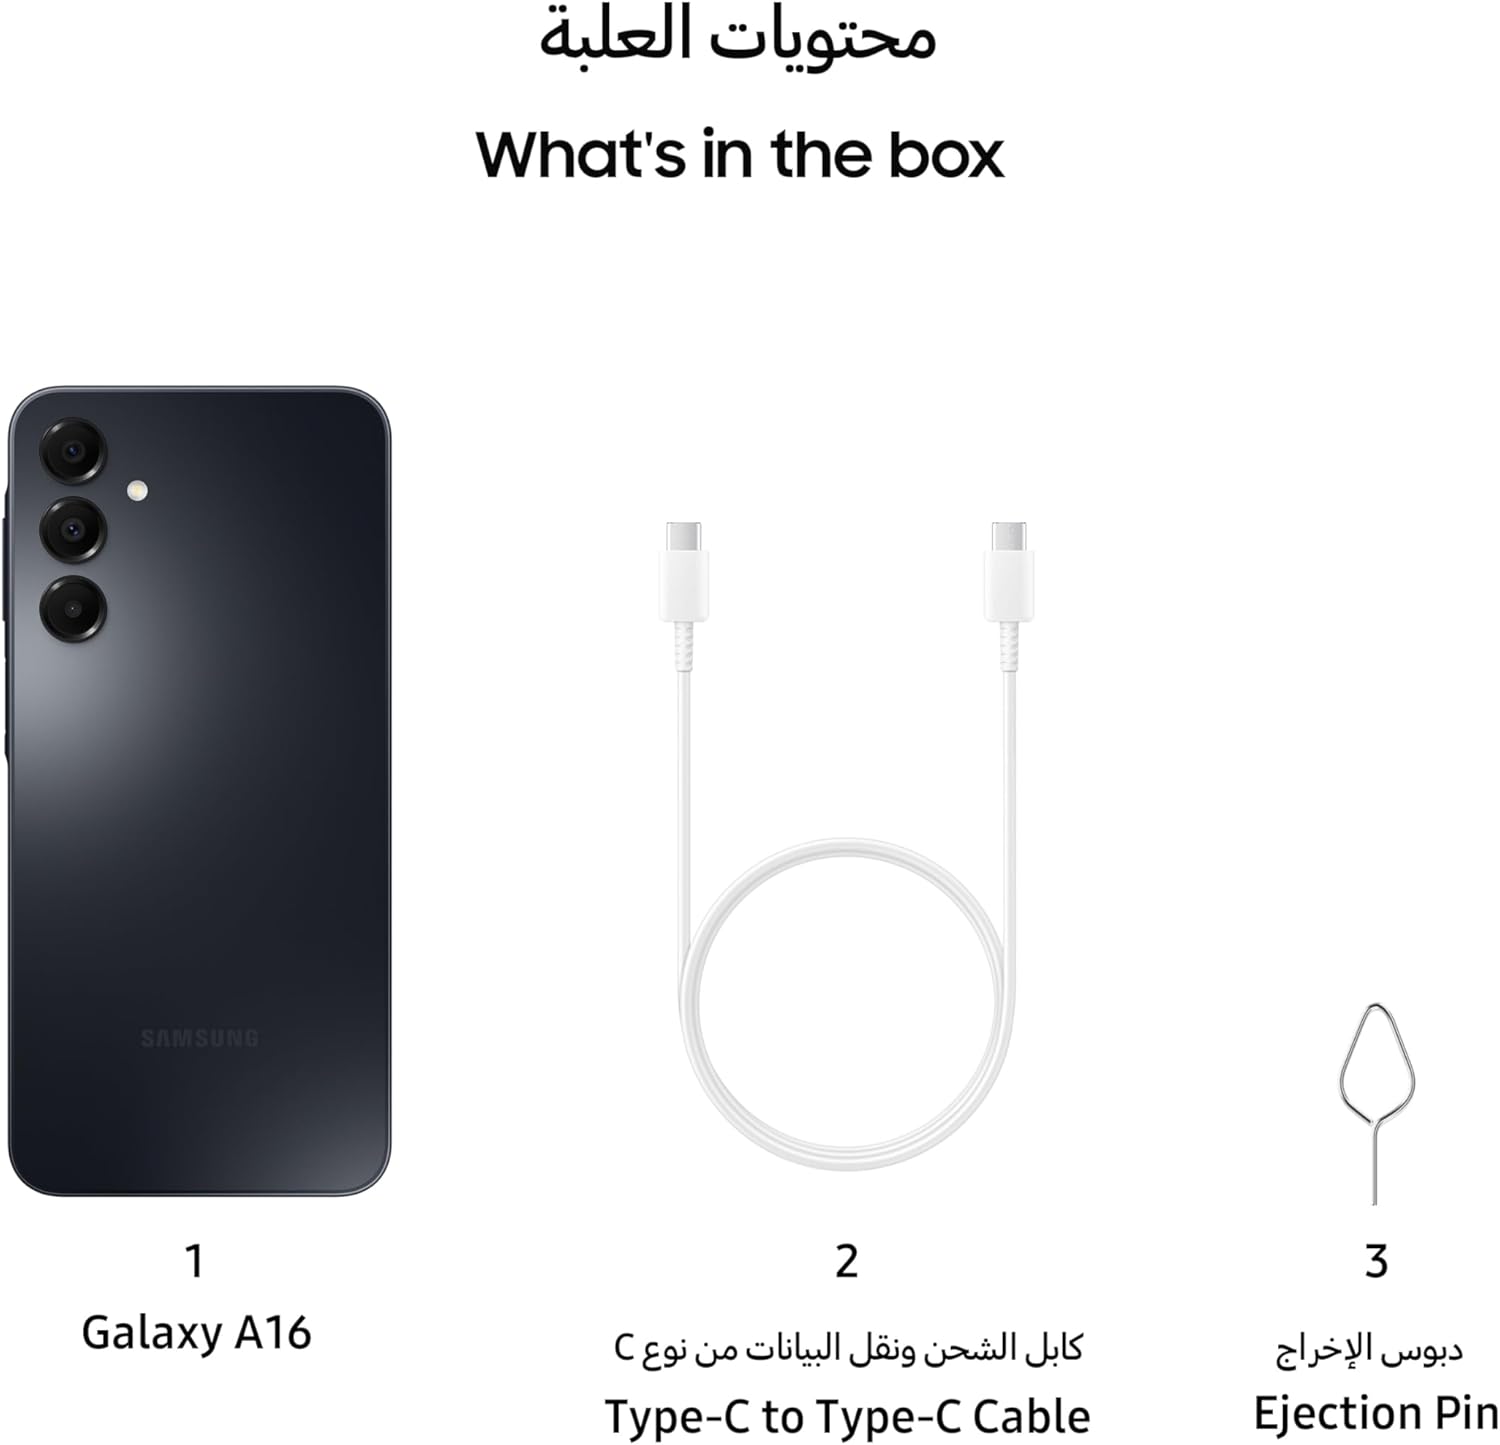 محتويات العلبة
What's in the box
SAMSUNG
1
Galaxy A16
2
كابل الشحن ونقل البيانات من نوع C
Type-C to Type-C Cable
3
دبوس الإخراج
Ejection Pin